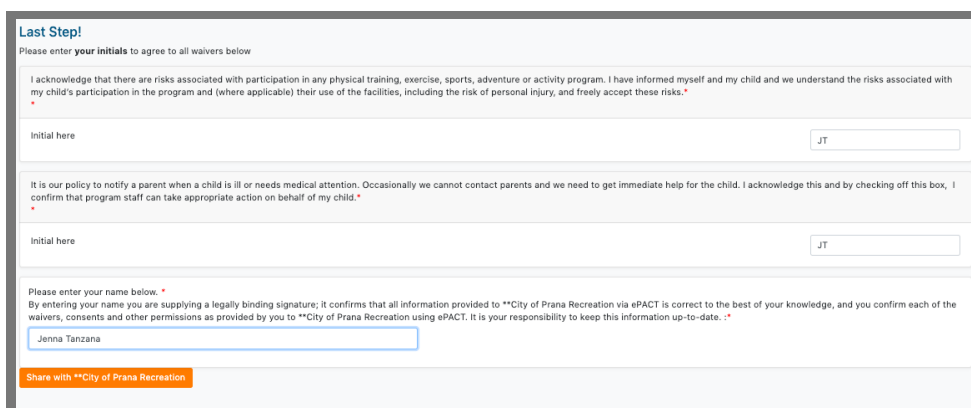 Last Step!
Please enter your initials to agree to all waivers below
I acknowledge that there are risks associated with participation in any physical training, exercise, sports, adventure or activity program. I have informed myself and my child and we understand the risks associated with
my child's participation in the program and (where applicable) their use of the facilities, including the risk of personal injury, and freely accept these risks.*
*
Initial here
JT
It is our policy to notify a parent when a child is ill or needs medical attention. Occasionally we cannot contact parents and we need to get immediate help for the child. I acknowledge this and by checking off this box, I
confirm that program staff can take appropriate action on behalf of my child.*
*
Initial here
JT
Please enter your name below. *
By entering your name you are supplying a legally binding signature; it confirms that all information provided to **City of Prana Recreation via ePACT is correct to the best of your knowledge, and you confirm each of the
waivers, consents and other permissions as provided by you to **City of Prana Recreation using ePACT. It is your responsibility to keep this information up-to-date. :*
Jenna Tanzana
Share with **City of Prana Recreation